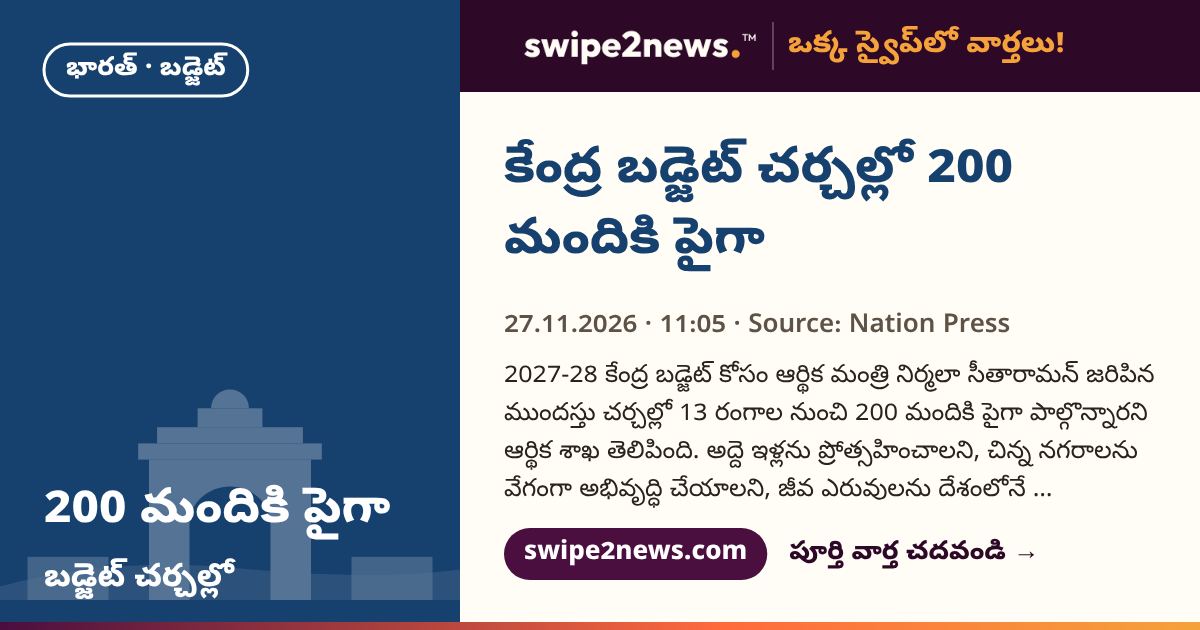 భారత్ · బడ్జెట్
200 మందికి పైగా
బడ్జెట్ చర్చల్లో
swipe2news.™ ఒక్క స్వైప్‌లో వార్తలు!
కేంద్ర బడ్జెట్ చర్చల్లో 200
మందికి పైగా
27.11.2026 · 11:05 · Source: Nation Press
2027-28 కేంద్ర బడ్జెట్ కోసం ఆర్థిక మంత్రి నిర్మలా సీతారామన్ జరిపిన
ముందస్తు చర్చల్లో 13 రంగాల నుంచి 200 మందికి పైగా పాల్గొన్నారని
ఆర్థిక శాఖ తెలిపింది. అద్దె ఇళ్లను ప్రోత్సహించాలని, చిన్న నగరాలను
వేగంగా అభివృద్ధి చేయాలని, జీవ ఎరువులను దేశంలోనే ...
swipe2news.com పూర్తి వార్త చదవండి →